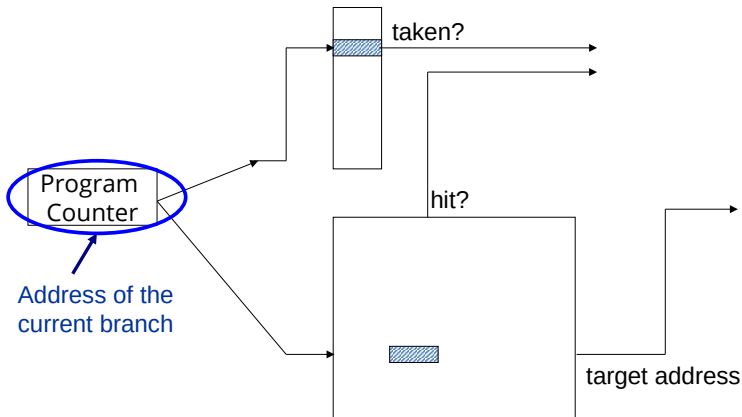 taken?
Program
Counter
hit?
Address of the
current branch
target address